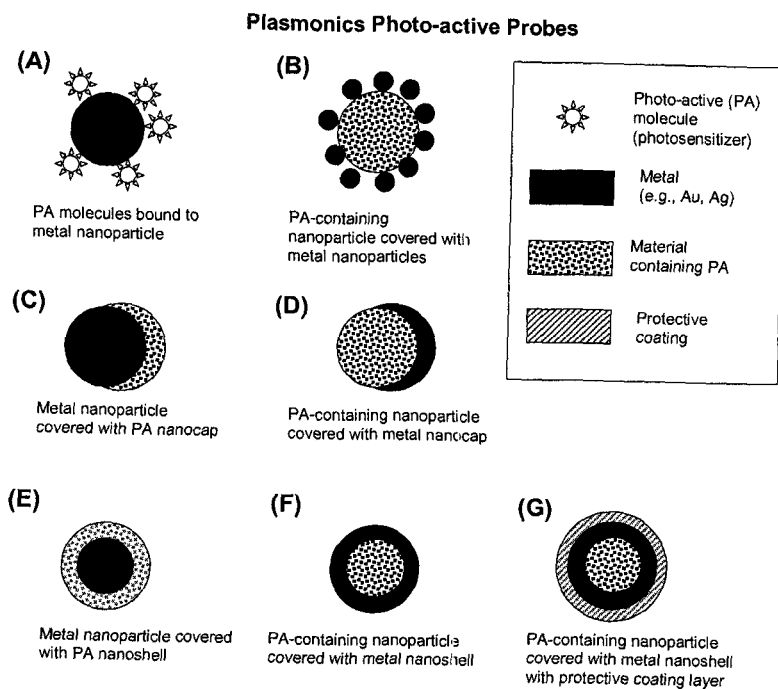 Plasmonics Photo-active Probes
(A)
PA molecules bound to
metal nanoparticle
(B)
PA-containing
nanoparticle covered with
metal nanoparticles
Photo-active (PA)
molecule
(photosensitizer)
Metal
(e.g., Au, Ag)
Material
containing PA
Protective
coating
(C)
Metal nanoparticle
covered with PA nanocap
(D)
PA-containing nanoparticle
covered with metal nanocap
(E)
Metal nanoparticle covered
with PA nanoshell
(F)
PA-containing nanoparticle
covered with metal nanoshell
(G)
PA-containing nanoparticle
covered with metal nanoshell
with protective coating layer